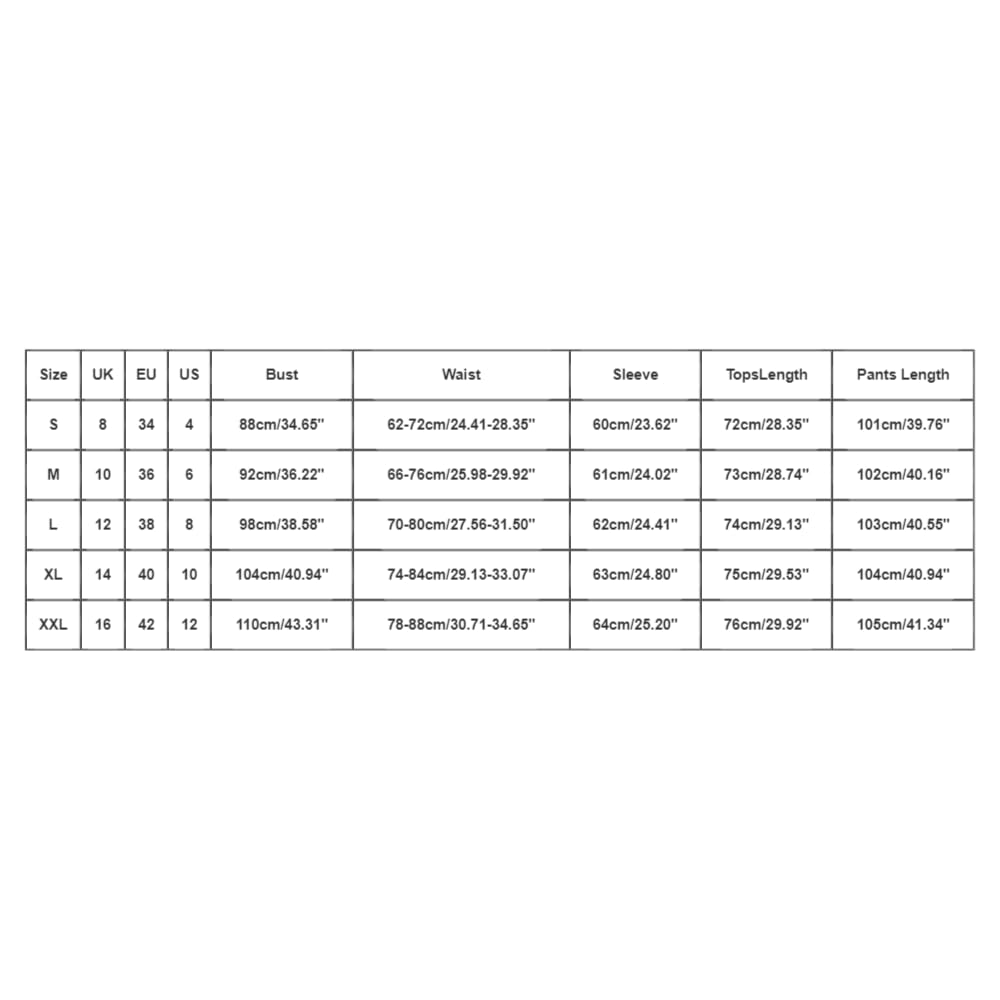 Size UK EU US Bust Waist Sleeve TopsLength Pants Length
S 8 34 4 88cm/34.65" 62-72cm/24.41-28.35" 60cm/23.62" 72cm/28.35" 101cm/39.76"
M 10 36 6 92cm/36.22" 66-76cm/25.98-29.92" 61cm/24.02" 73cm/28.74" 102cm/40.16"
L 12 38 8 98cm/38.58" 70-80cm/27.56-31.50" 62cm/24.41" 74cm/29.13" 103cm/40.55"
XL 14 40 10 104cm/40.94" 74-84cm/29.13-33.07" 63cm/24.80" 75cm/29.53" 104cm/40.94"
XXL 16 42 12 110cm/43.31" 78-88cm/30.71-34.65" 64cm/25.20" 76cm/29.92" 105cm/41.34"